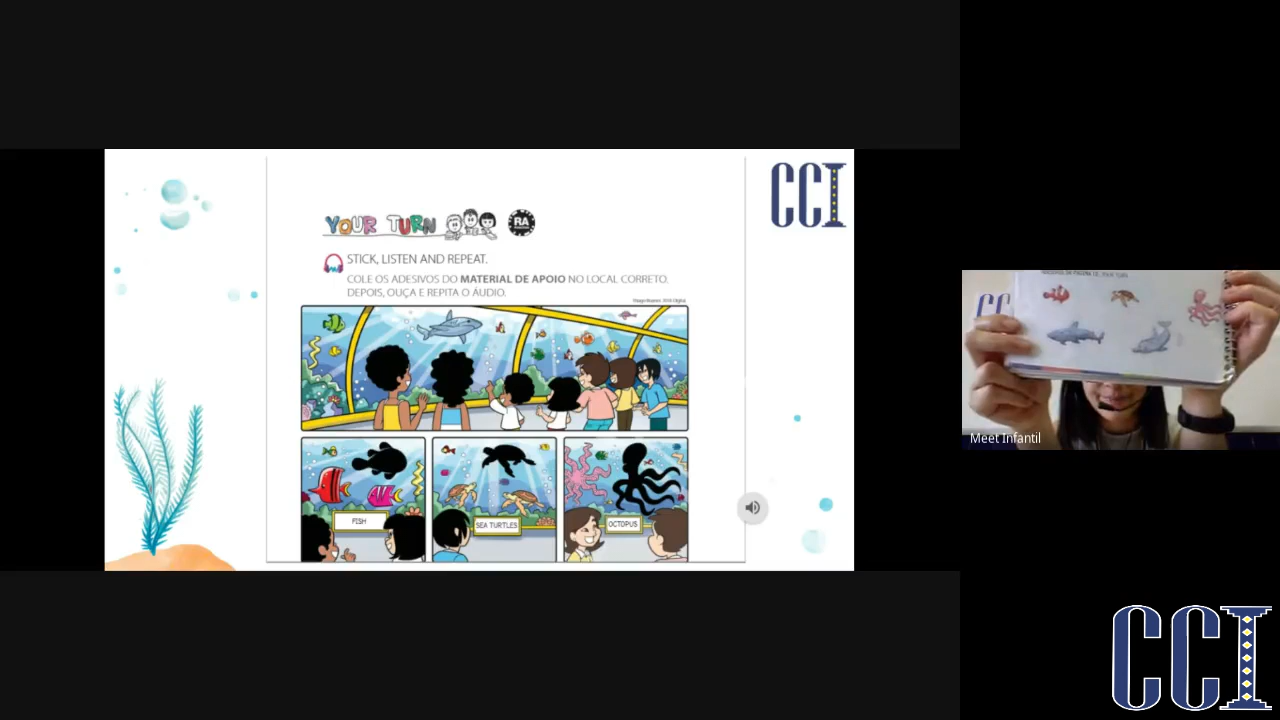 CCI
YOUR TURN
RA
STICK, LISTEN AND REPEAT.
COLE OS ADESIVOS DO MATERIAL DE APOIO NO LOCAL CORRETO.
DEPOIS, OUÇA E REPITA O ÁUDIO.
FISH
SEA TURTLES
OCTOPUS
Meet Infantil
CCI